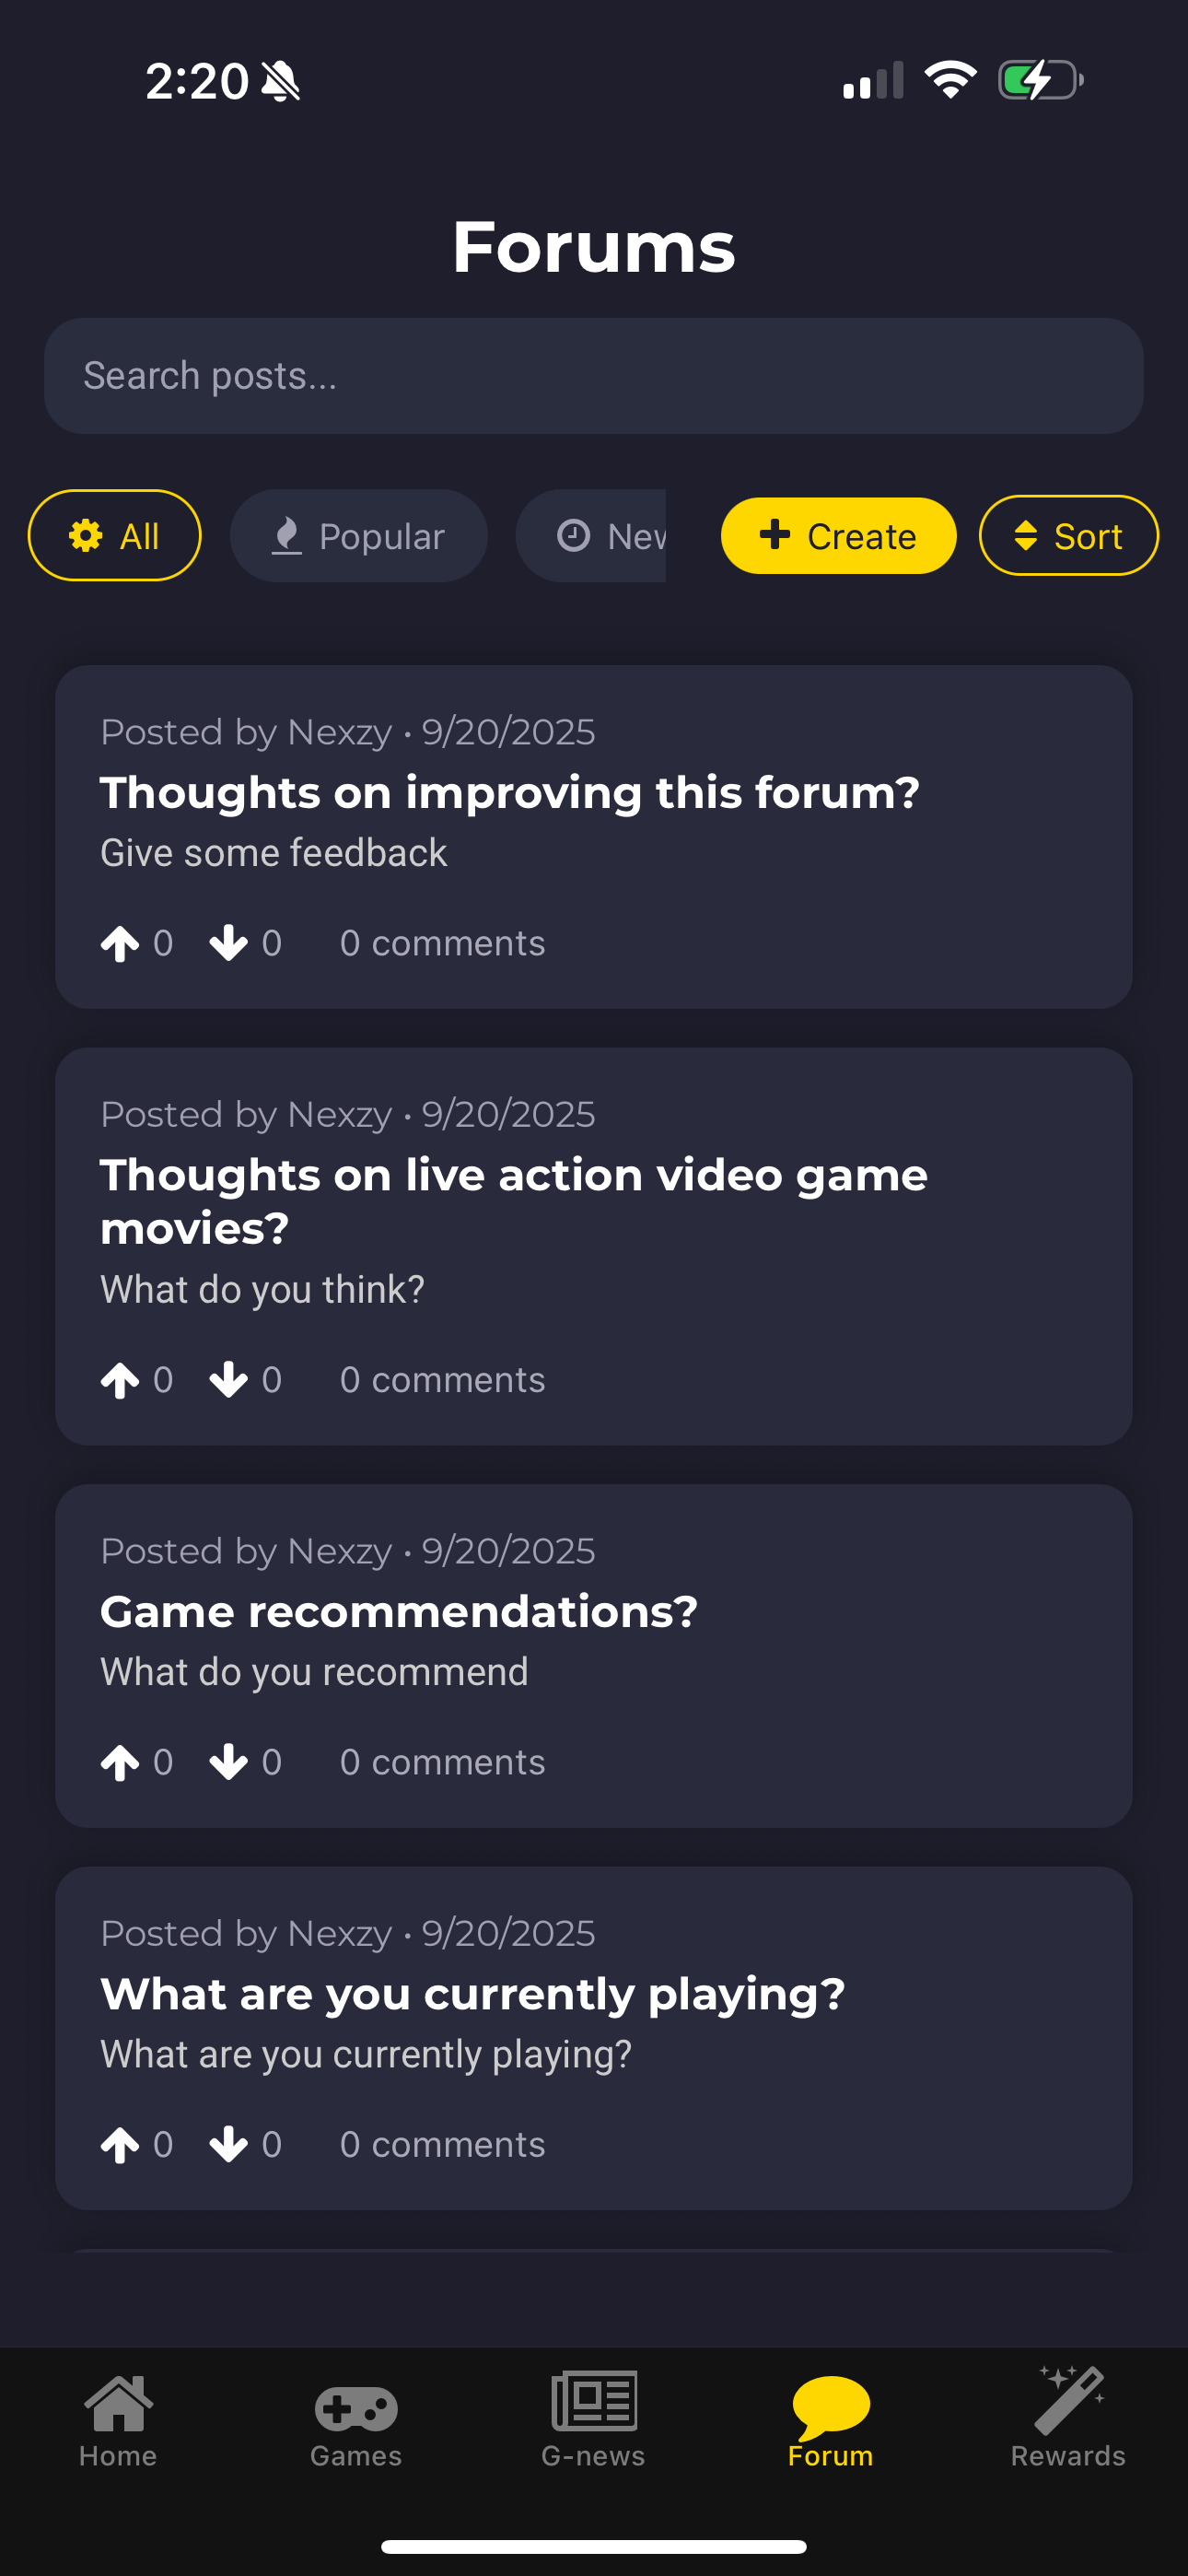 2:20
Forums
Search posts...
All
Popular
New
Create
Sort
Posted by Nexzy • 9/20/2025
Thoughts on improving this forum?
Give some feedback
0 0 0 comments
Posted by Nexzy • 9/20/2025
Thoughts on live action video game
movies?
What do you think?
0 0 0 comments
Posted by Nexzy • 9/20/2025
Game recommendations?
What do you recommend
0 0 0 comments
Posted by Nexzy • 9/20/2025
What are you currently playing?
What are you currently playing?
0 0 0 comments
Home
Games
G-news
Forum
Rewards